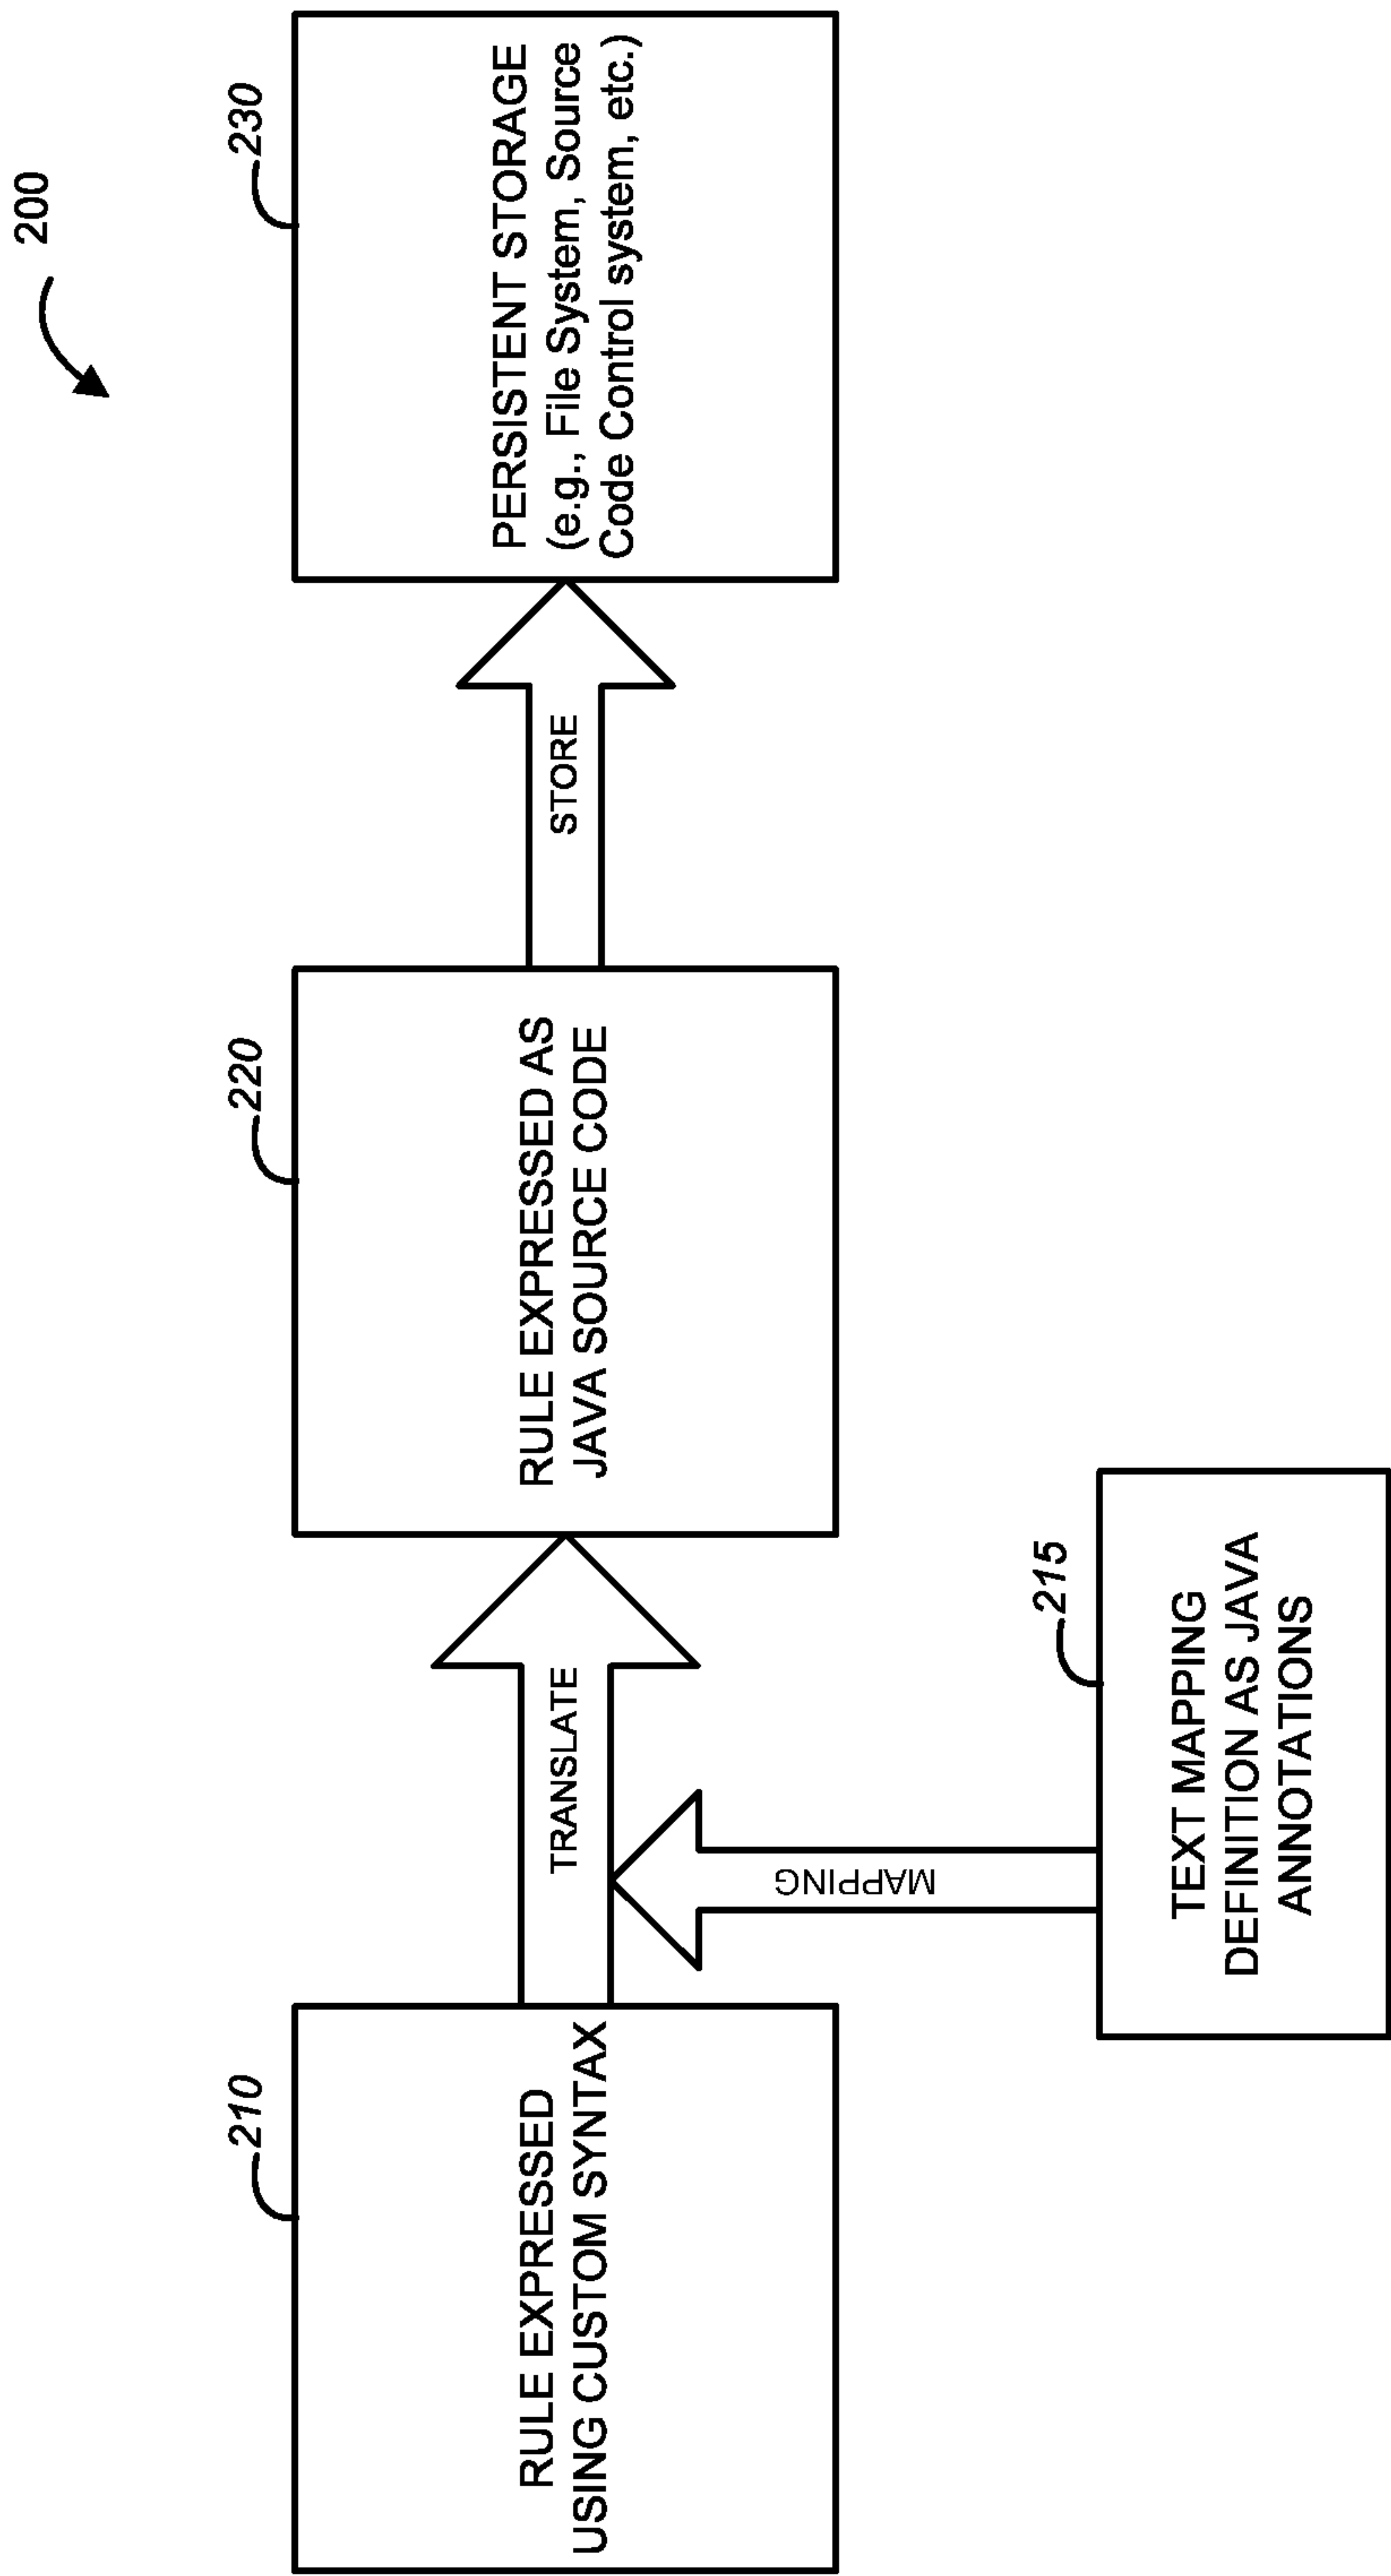 200
210
RULE EXPRESSED
USING CUSTOM SYNTAX
TRANSLATE
220
RULE EXPRESSED AS
JAVA SOURCE CODE
STORE
230
PERSISTENT STORAGE
(e.g., File System, Source
Code Control system, etc.)
MAPPING
215
TEXT MAPPING
DEFINITION AS JAVA
ANNOTATIONS